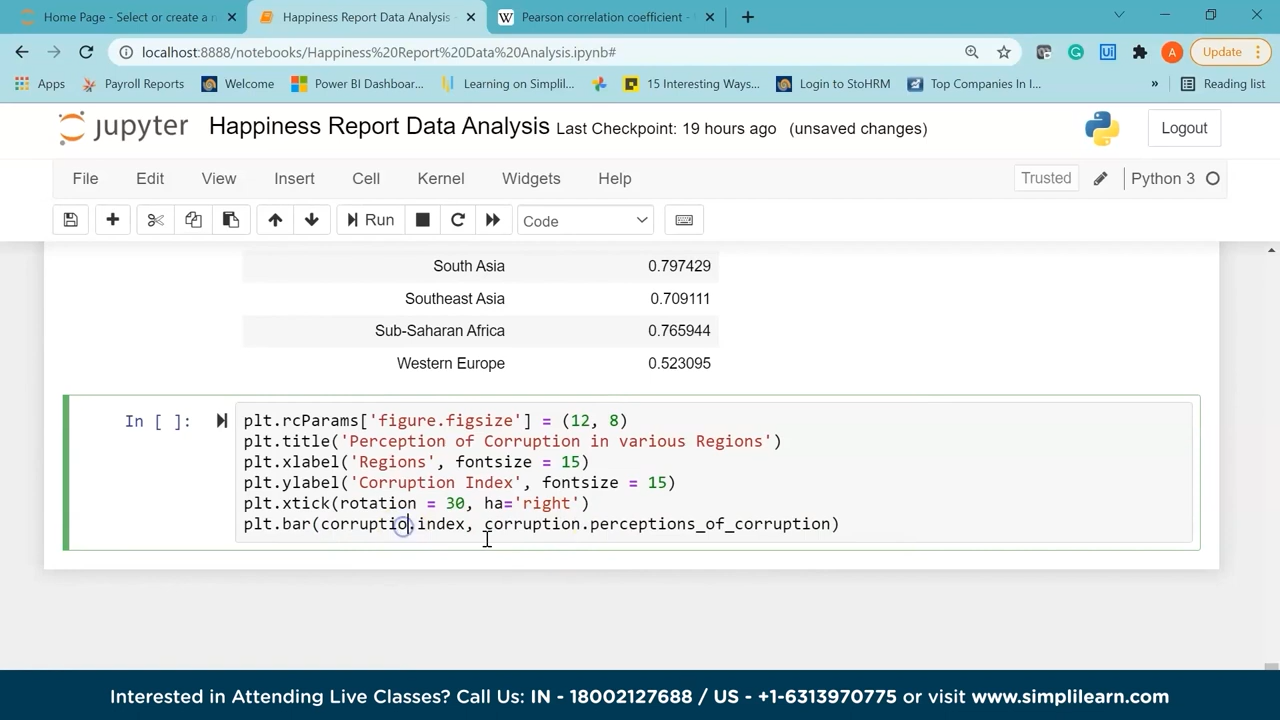 Home Page - Select or create a n
Happiness Report Data Analysis -
Pearson correlation coefficient -
localhost:8888/notebooks/Happiness%20Report%20Data%20Analysis.ipynb#
A
Update
Apps
Payroll Reports
Welcome
Power BI Dashboar...
Learning on Simplil...
15 Interesting Ways...
Login to StoHRM
Top Companies In I...
»
Reading list
jupyter
Happiness Report Data Analysis Last Checkpoint: 19 hours ago (unsaved changes)
Logout
File Edit View Insert Cell Kernel Widgets Help
Trusted
Python 3
Run
Code
South Asia 0.797429
Southeast Asia 0.709111
Sub-Saharan Africa 0.765944
Western Europe 0.523095
In [ ]:
plt.rcParams['figure.figsize'] = (12, 8)
plt.title('Perception of Corruption in various Regions')
plt.xlabel('Regions', fontsize = 15)
plt.ylabel('Corruption Index', fontsize = 15)
plt.xtick(rotation = 30, ha='right')
plt.bar(corruption.index, corruption.perceptions_of_corruption)
Interested in Attending Live Classes? Call Us: IN - 18002127688 / US - +1-6313970775 or visit www.simplilearn.com